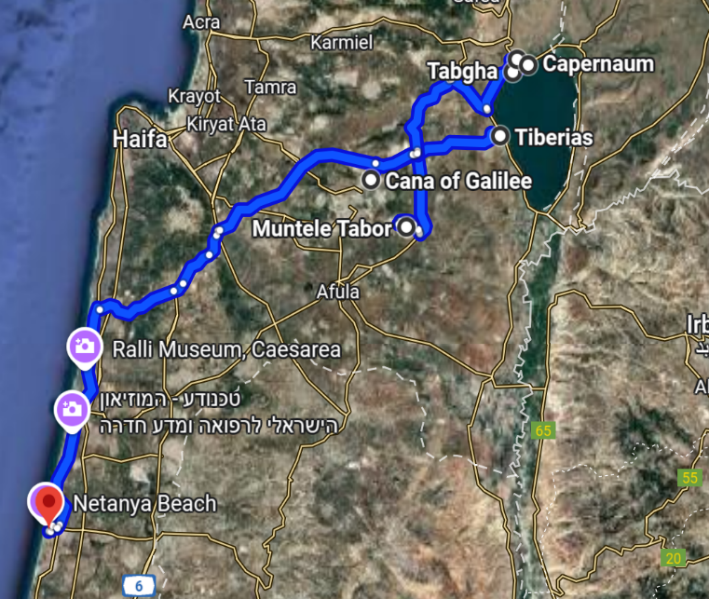 Acra
Karmiel
Tabgha
Capernaum
Krayot
Tamra
Kiryat Ata
Haifa
Tiberias
Cana of Galilee
Muntele Tabor
Afula
Ralli Museum, Caesarea
טכנודע - המוזיאון
הישראלי לרפואה ומדע חדרה
65
55
Netanya Beach
20
6